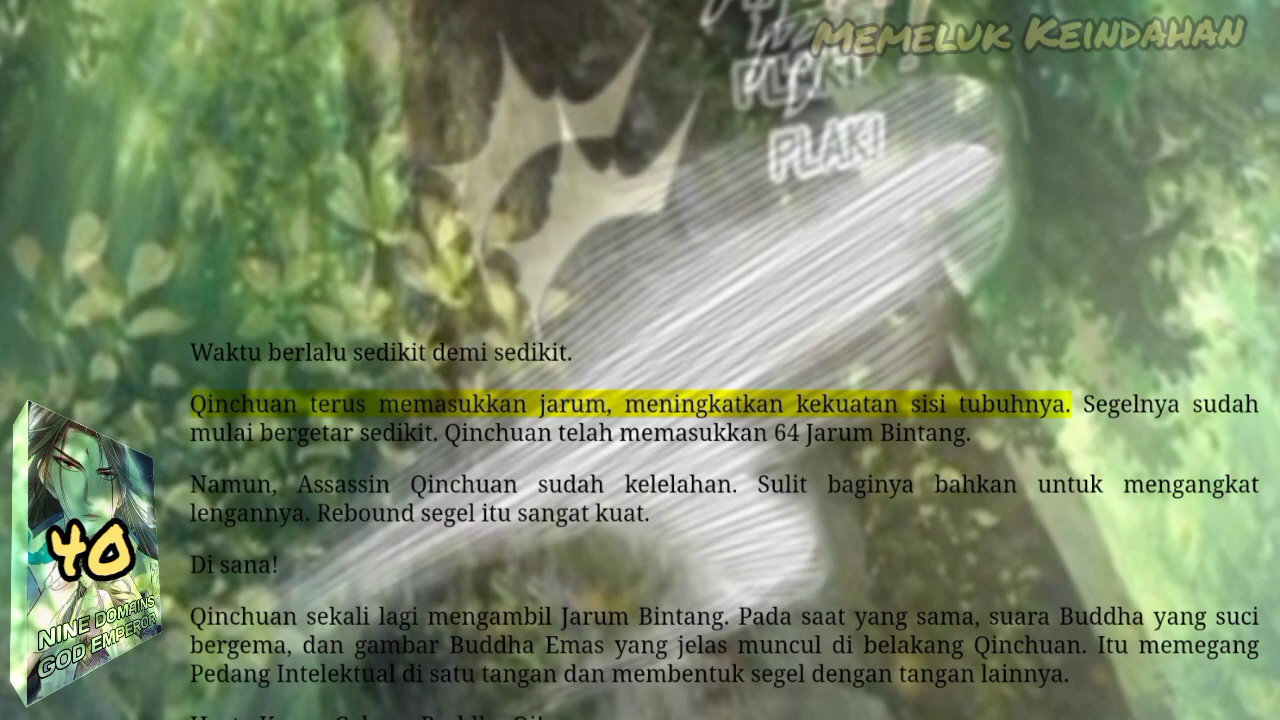 Memeluk Keindahan
PLAK!
PLAK!
Waktu berlalu sedikit demi sedikit.
Qinchuan terus memasukkan jarum, meningkatkan kekuatan sisi tubuhnya. Segelnya sudah
mulai bergetar sedikit. Qinchuan telah memasukkan 64 Jarum Bintang.
Namun, Assassin Qinchuan sudah kelelahan. Sulit baginya bahkan untuk mengangkat
lengannya. Rebound segel itu sangat kuat.
Di sana!
Qinchuan sekali lagi mengambil Jarum Bintang. Pada saat yang sama, suara Buddha yang suci
bergema, dan gambar Buddha Emas yang jelas muncul di belakang Qinchuan. Itu memegang
Pedang Intelektual di satu tangan dan membentuk segel dengan tangan lainnya.
40
NINE DOMAINS
GOD EMPEROR